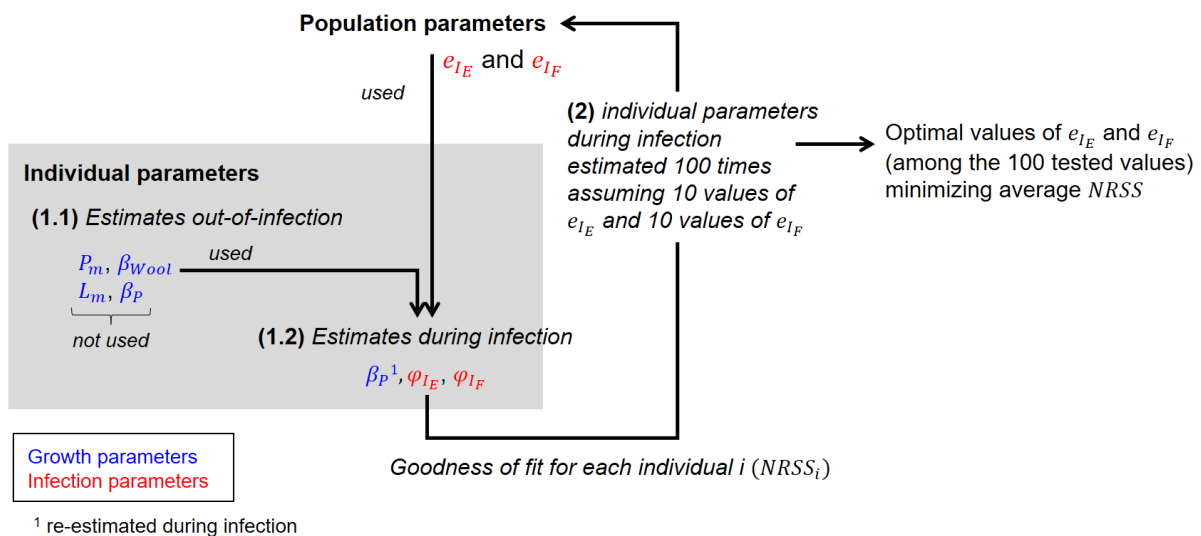 Population parameters
e_{I_E} and e_{I_F}
used
(2) individual parameters
during infection
estimated 100 times
assuming 10 values of
e_{I_E} and 10 values of e_{I_F}
Optimal values of e_{I_E} and e_{I_F}
(among the 100 tested values)
minimizing average NRSS
Individual parameters
(1.1) Estimates out-of-infection
used
P_m, β_{Wool}
L_m, β_P
not used
(1.2) Estimates during infection
β_P^1, φ_{I_E}, φ_{I_F}
Goodness of fit for each individual i (NRSS_i)
Growth parameters
Infection parameters
^1 re-estimated during infection